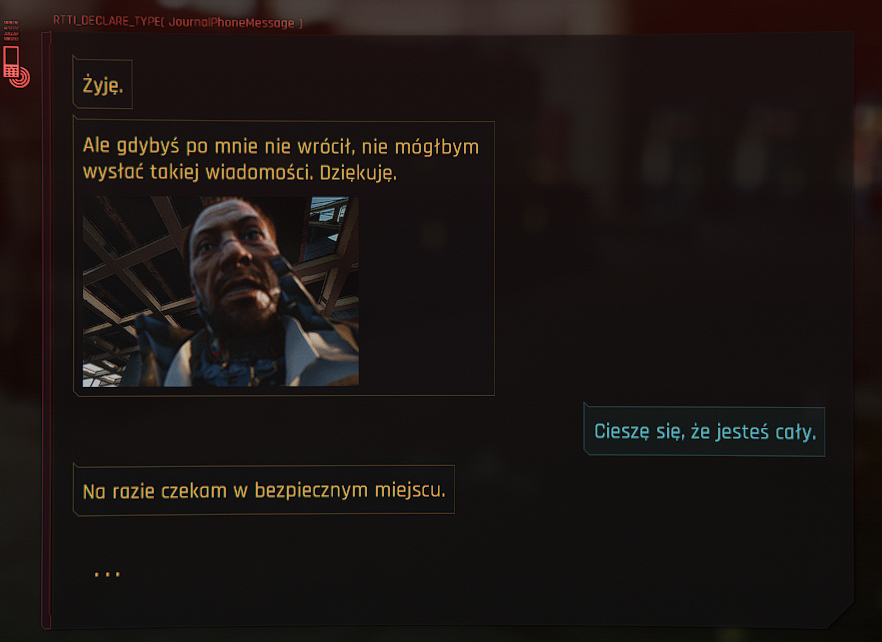 RTTI_DECLARE_TYPE( JournalPhoneMessage )
Żyję.
Ale gdybyś po mnie nie wrócił, nie mógłbym
wysłać takiej wiadomości. Dziękuję.
Cieszę się, że jesteś cały.
Na razie czekam w bezpiecznym miejscu.
...